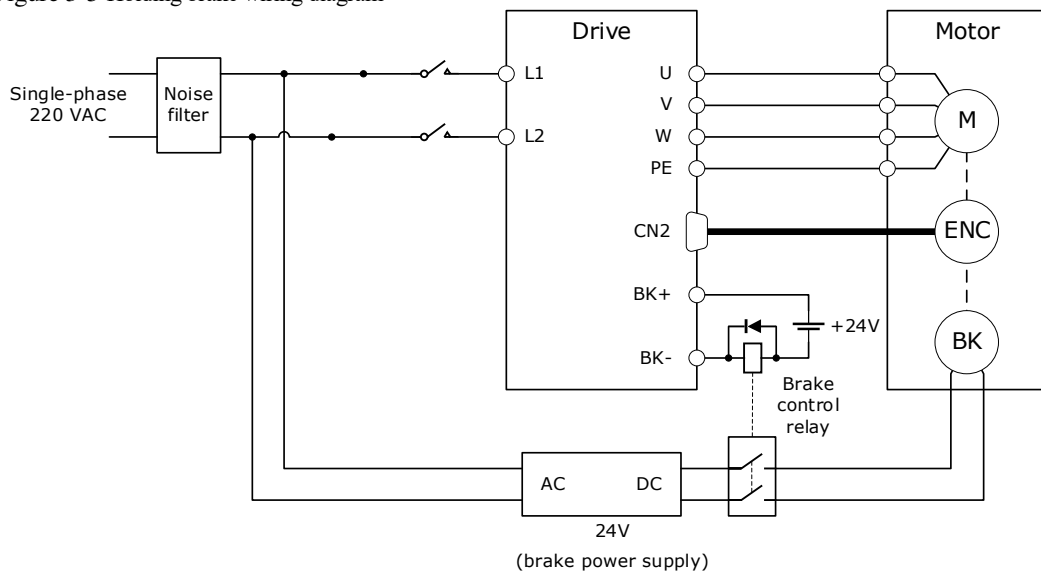 Drive
Motor
L1
U
Single-phase
220 VAC
Noise
filter
V
M
L2
W
PE
CN2
ENC
BK+
+24V
BK-
BK
Brake
control
relay
AC
DC
24V
(brake power supply)